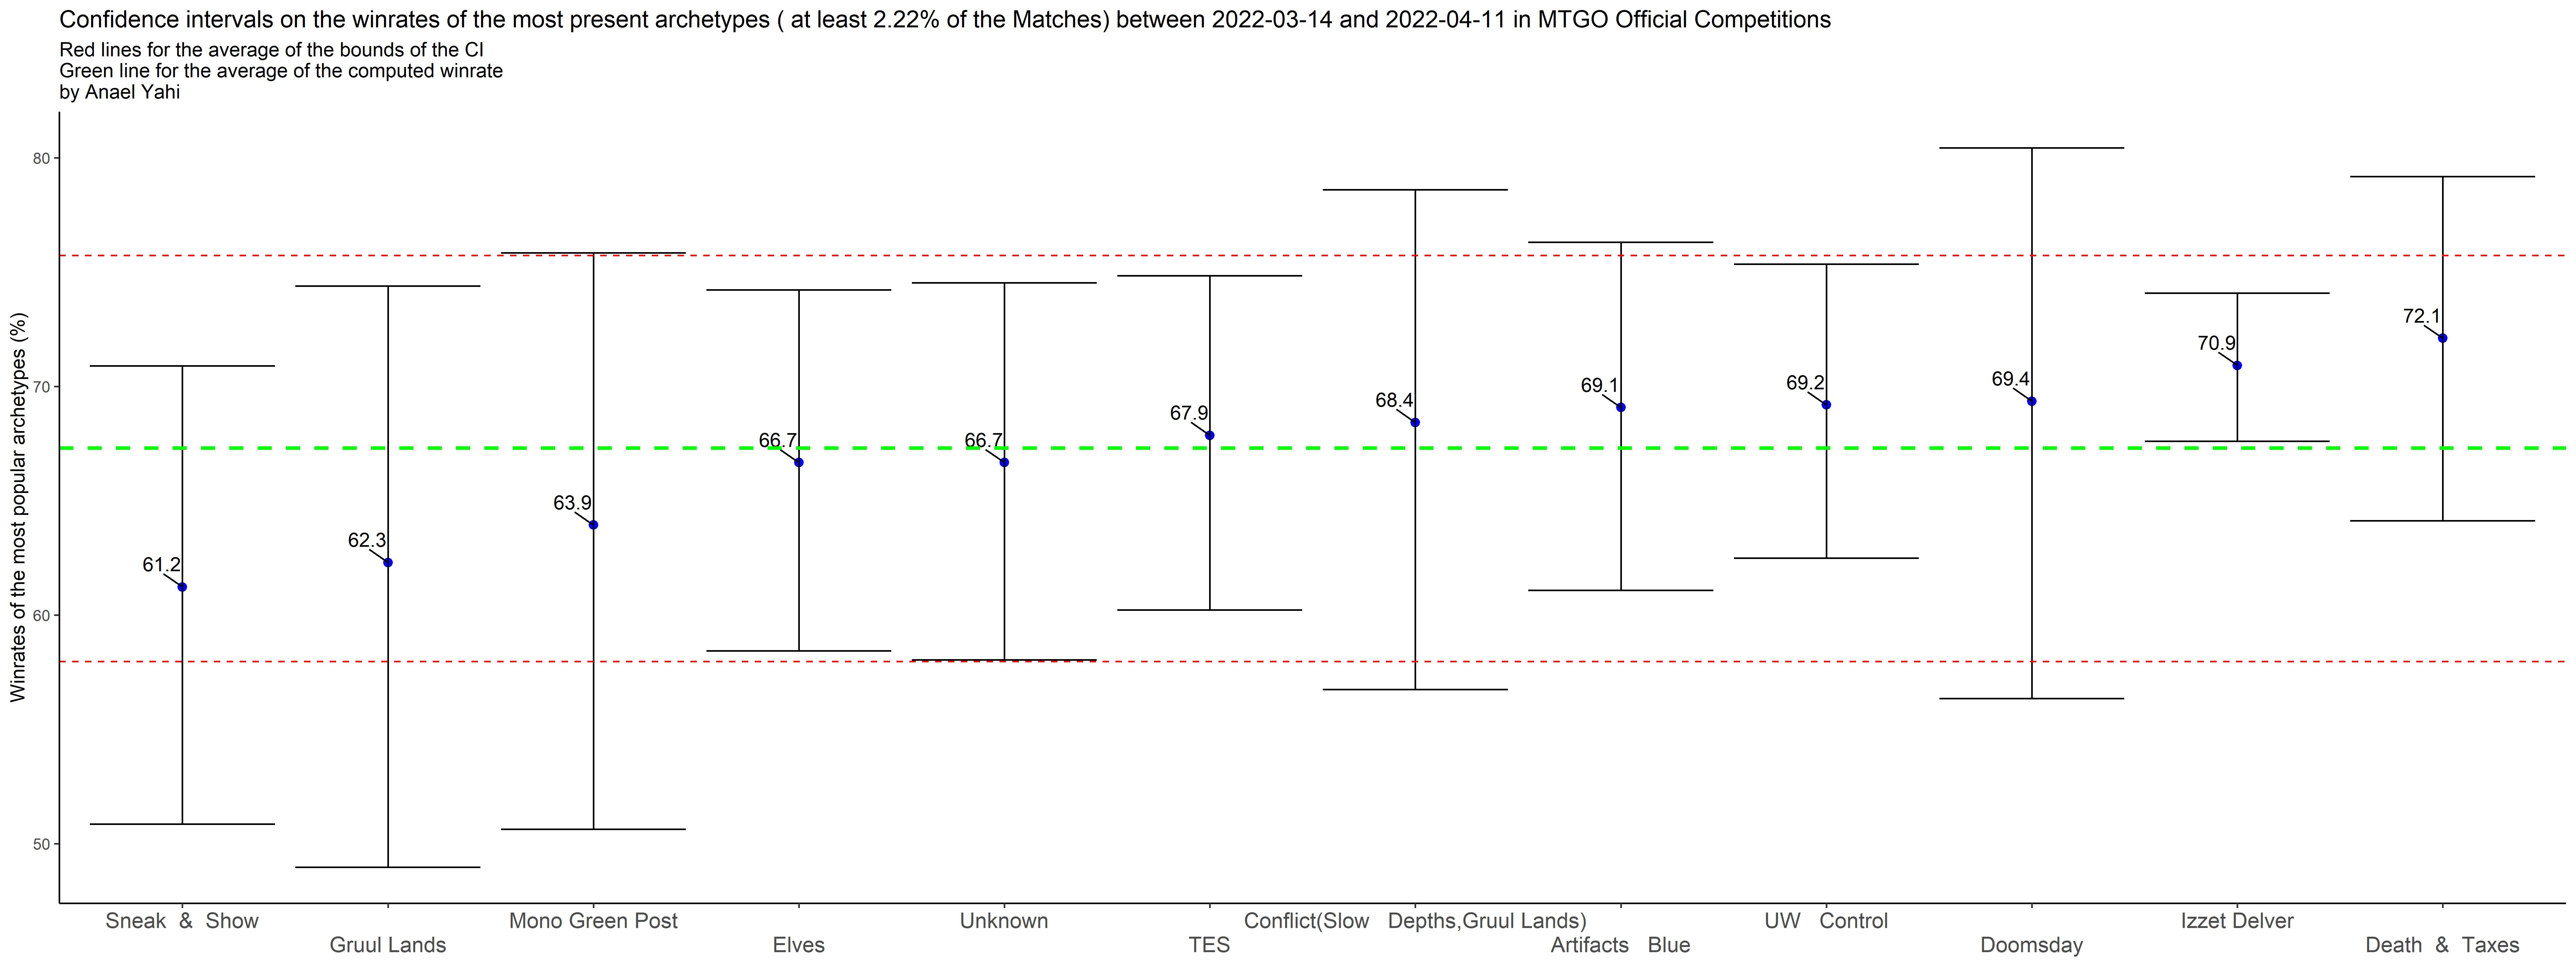 Confidence intervals on the winrates of the most present archetypes ( at least 2.22% of the Matches) between 2022-03-14 and 2022-04-11 in MTGO Official Competitions
Red lines for the average of the bounds of the CI
Green line for the average of the computed winrate
by Anael Yahi
Winrates of the most popular archetypes (%)
80
70
60
50
61.2
62.3
63.9
66.7
66.7
67.9
68.4
69.1
69.2
69.4
70.9
72.1
Sneak & Show
Gruul Lands
Mono Green Post
Elves
Unknown
TES
Conflict(Slow Depths,Gruul Lands)
Artifacts Blue
UW Control
Doomsday
Izzet Delver
Death & Taxes